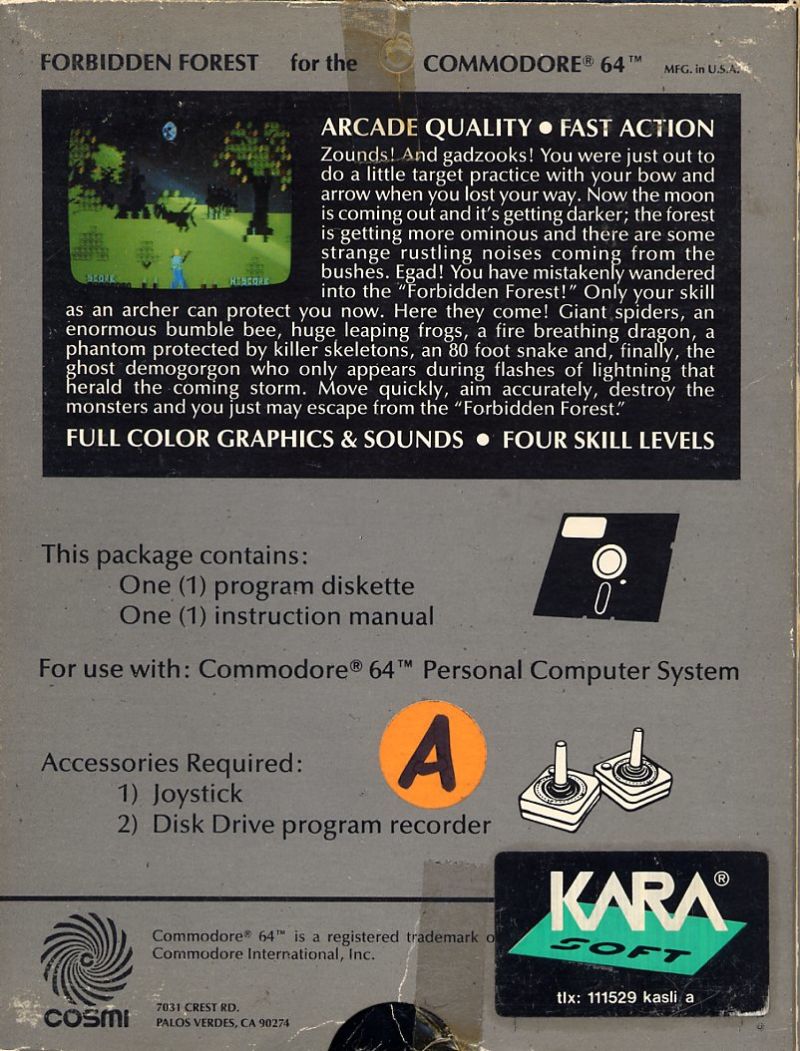 FORBIDDEN FOREST for the COMMODORE® 64™ MFG. in U.S.A.
ARCADE QUALITY ● FAST ACTION
Zounds! And gadzooks! You were just out to
do a little target practice with your bow and
arrow when you lost your way. Now the moon
is coming out and it's getting darker; the forest
is getting more ominous and there are some
strange rustling noises coming from the
bushes. Egad! You have mistakenly wandered
into the "Forbidden Forest!" Only your skill
as an archer can protect you now. Here they come! Giant spiders, an
enormous bumble bee, huge leaping frogs, a fire breathing dragon, a
phantom protected by killer skeletons, an 80 foot snake and, finally, the
ghost demogorgon who only appears during flashes of lightning that
herald the coming storm. Move quickly, aim accurately, destroy the
monsters and you just may escape from the "Forbidden Forest."
SCORE HISCORE
FULL COLOR GRAPHICS & SOUNDS ● FOUR SKILL LEVELS
This package contains:
One (1) program diskette
One (1) instruction manual
For use with: Commodore® 64™ Personal Computer System
A
Accessories Required:
1) Joystick
2) Disk Drive program recorder
Commodore® 64™ is a registered trademark o
Commodore International, Inc.
COSMI
7031 CREST RD.
PALOS VERDES, CA 90274
KARA®
SOFT
tlx: 111529 kasli a